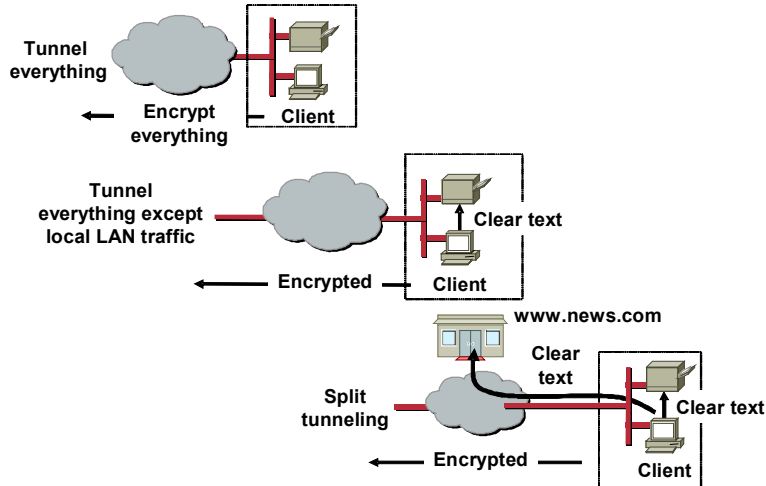 Tunnel
everything
Encrypt
everything
Client
Tunnel
everything except
local LAN traffic
Clear text
Encrypted
Client
www.news.com
Clear
text
Split
tunneling
Clear text
Encrypted
Client